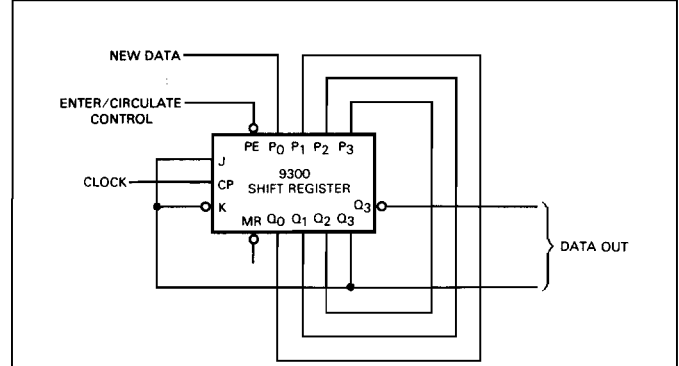 NEW DATA
ENTER/CIRCULATE
CONTROL
PE P0 P1 P2 P3
J
9300
SHIFT REGISTER
CLOCK
CP
Q3
K
MR Q0 Q1 Q2 Q3
DATA OUT